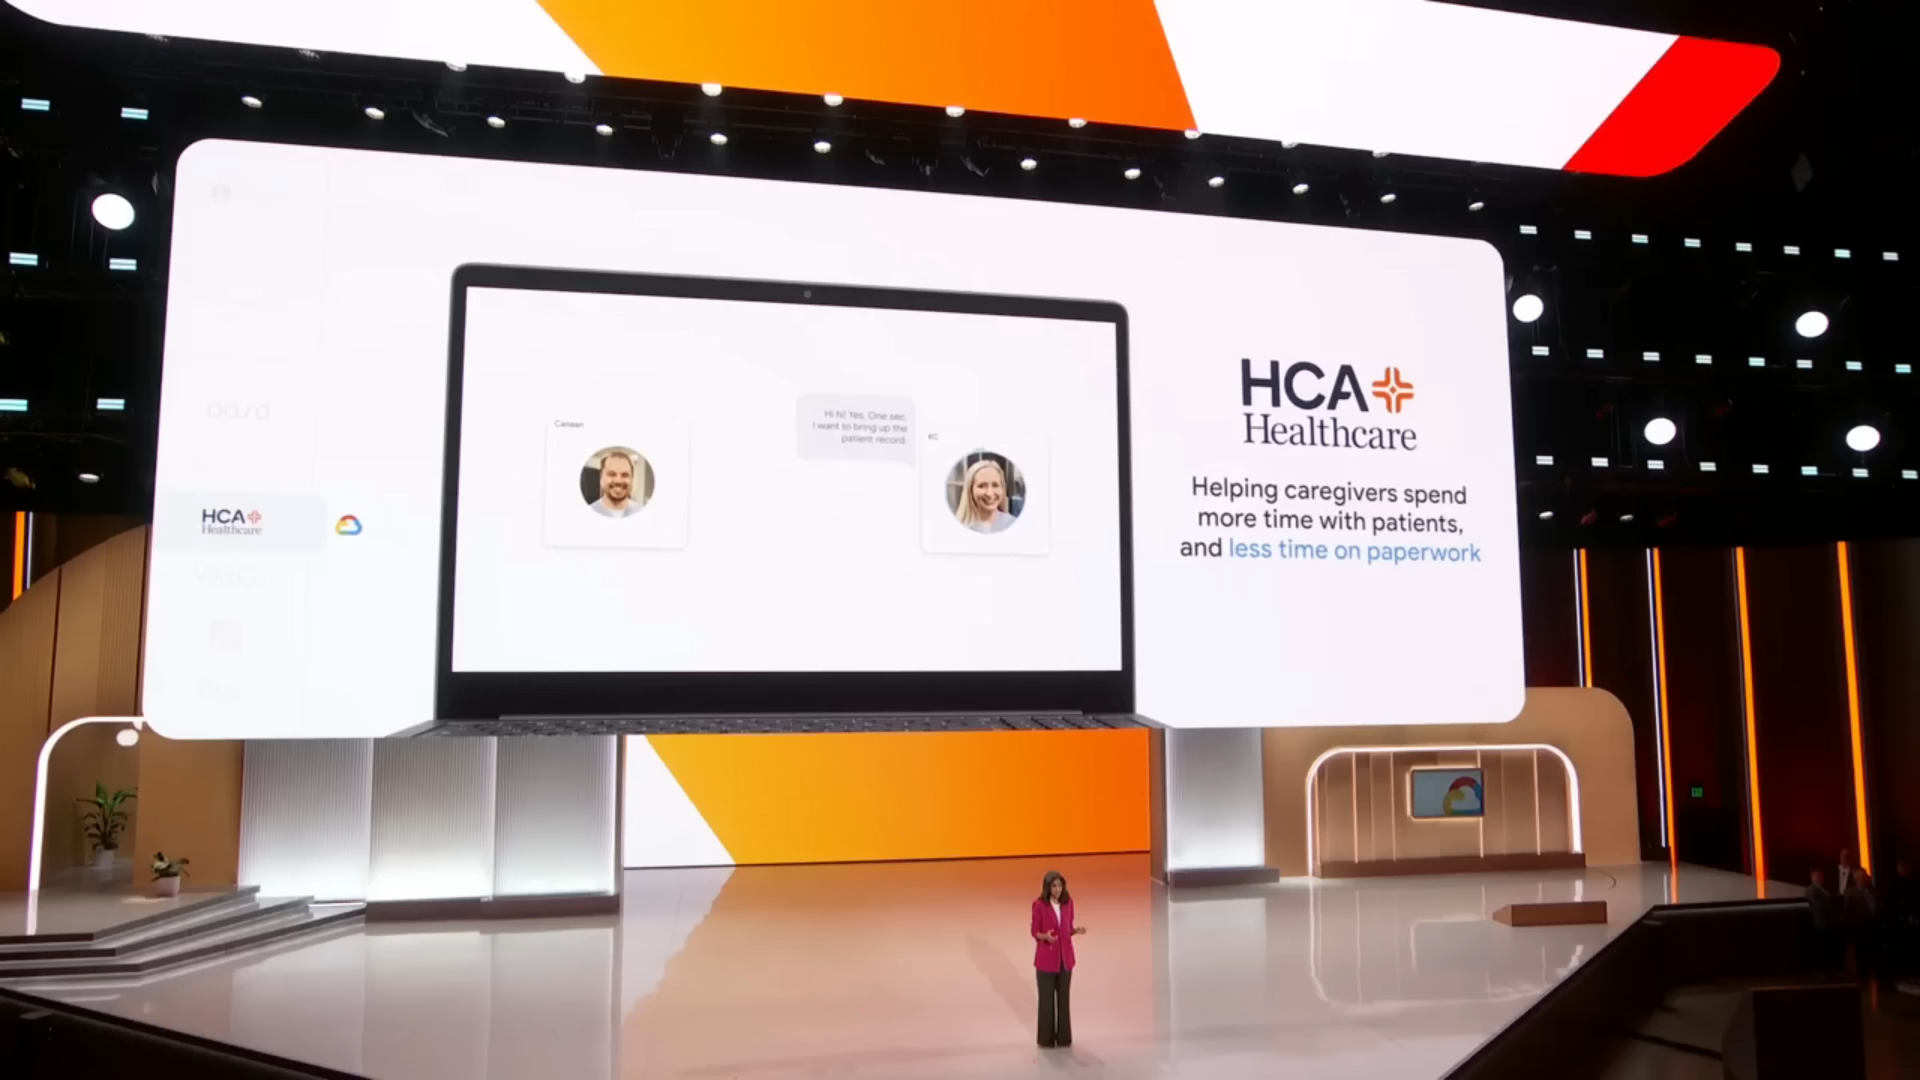 HCA
Healthcare
Canaan
Hi hi! Yes, One sec,
I want to bring up the
patient record.
KC
HCA
Healthcare
Helping caregivers spend
more time with patients,
and less time on paperwork